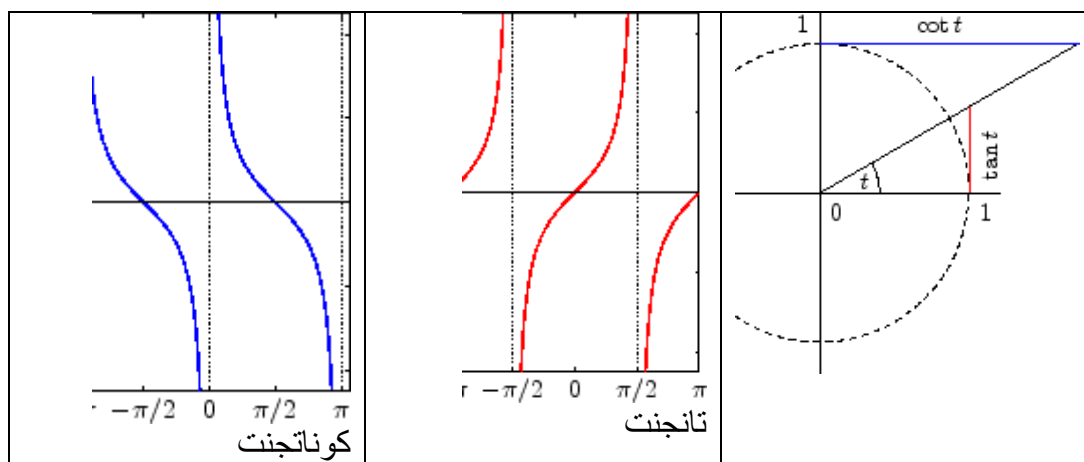 1 cot t
tan t
t
0 1
−π/2 0 π/2 π
تانجنت
−π/2 0 π/2 π
كوناتجنت